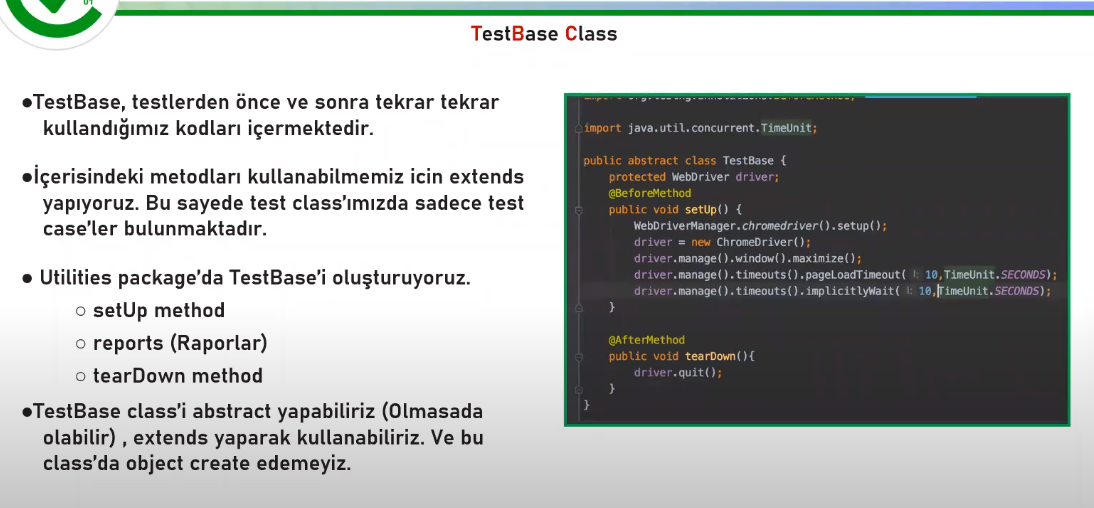 01
TestBase Class
●TestBase, testlerden önce ve sonra tekrar tekrar
kullandığımız kodları içermektedir.
●İçerisindeki metodları kullanabilmemiz icin extends
yapıyoruz. Bu sayede test class'ımızda sadece test
case'ler bulunmaktadır.
● Utilities package'da TestBase'i oluşturuyoruz.
○ setUp method
○ reports (Raporlar)
○ tearDown method
●TestBase class'i abstract yapabiliriz (Olmasada
olabilir) , extends yaparak kullanabiliriz. Ve bu
class'da object create edemeyiz.
import java.util.concurrent.TimeUnit;
public abstract class TestBase {
protected WebDriver driver;
@BeforeMethod
public void setUp() {
WebDriverManager.chromedriver().setup();
driver = new ChromeDriver();
driver.manage().window().maximize();
driver.manage().timeouts().pageLoadTimeout( l: 10,TimeUnit.SECONDS);
driver.manage().timeouts().implicitlyWait( l: 10,TimeUnit.SECONDS);
}
@AfterMethod
public void tearDown(){
driver.quit();
}
}